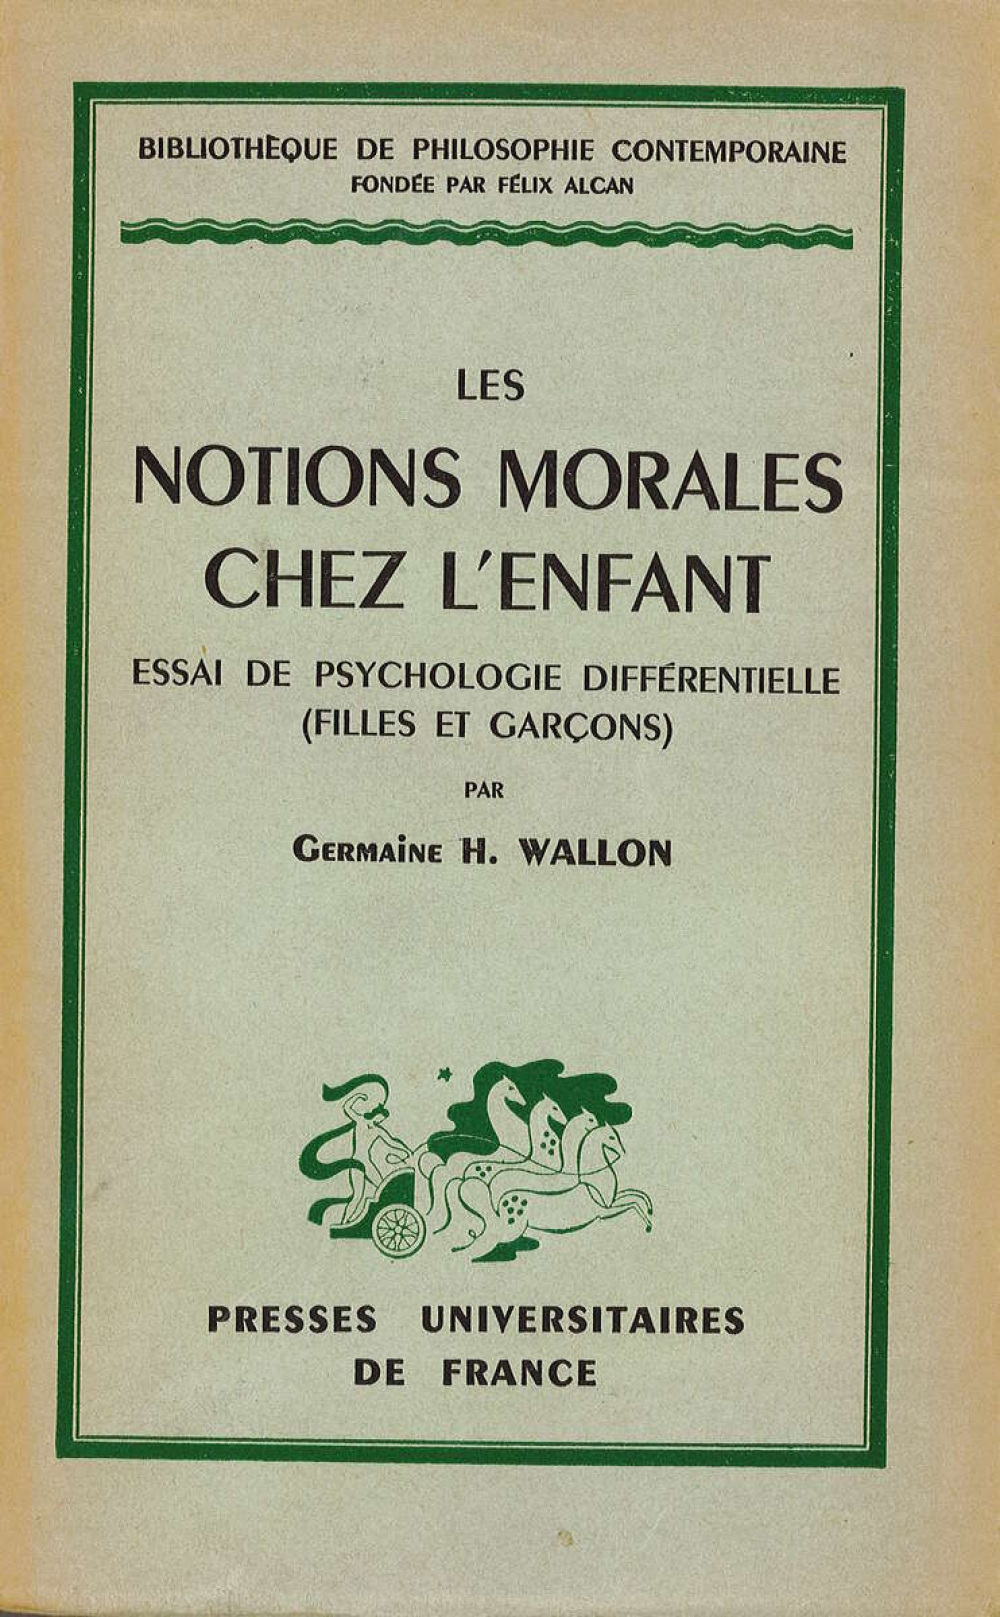 BIBLIOTHÈQUE DE PHILOSOPHIE CONTEMPORAINE
FONDÉE PAR FÉLIX ALCAN
LES
NOTIONS MORALES
CHEZ L'ENFANT
ESSAI DE PSYCHOLOGIE DIFFÉRENTIELLE
(FILLES ET GARÇONS)
PAR
GERMAiNE H. WALLON
PRESSES UNIVERSITAIRES
DE FRANCE